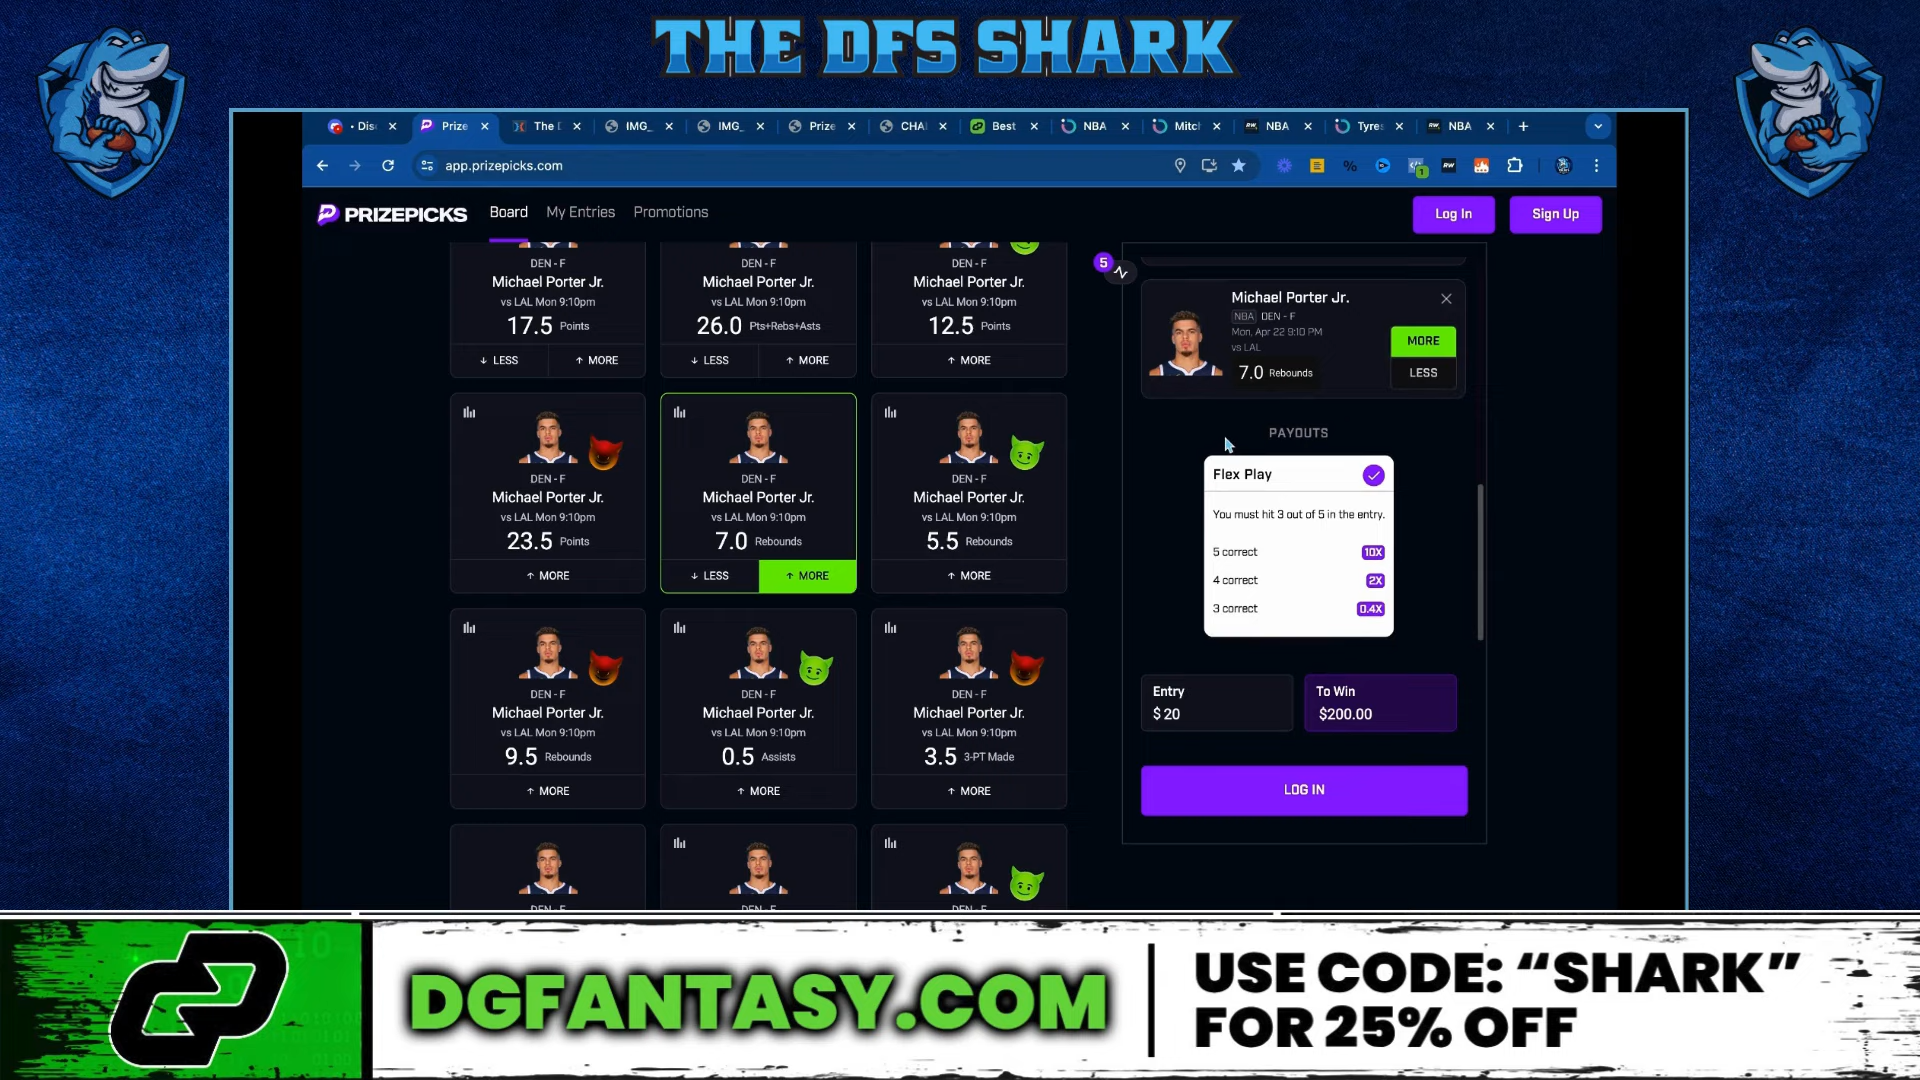 THE DFS SHARK
Dis
Prize
The D
IMG_
IMG_
Prize
CHA
Best
NBA
Mitc
NBA
Tyre
NBA
app.prizepicks.com
PRIZEPICKS
Board
My Entries
Promotions
Log In
Sign Up
DEN - F
Michael Porter Jr.
vs LAL Mon 9:10pm
17.5 Points
↓ LESS
↑ MORE
DEN - F
Michael Porter Jr.
vs LAL Mon 9:10pm
26.0 Pts+Rebs+Asts
↓ LESS
↑ MORE
DEN - F
Michael Porter Jr.
vs LAL Mon 9:10pm
12.5 Points
↑ MORE
DEN - F
Michael Porter Jr.
vs LAL Mon 9:10pm
23.5 Points
↑ MORE
DEN - F
Michael Porter Jr.
vs LAL Mon 9:10pm
7.0 Rebounds
↓ LESS
↑ MORE
DEN - F
Michael Porter Jr.
vs LAL Mon 9:10pm
5.5 Rebounds
↑ MORE
DEN - F
Michael Porter Jr.
vs LAL Mon 9:10pm
9.5 Rebounds
↑ MORE
DEN - F
Michael Porter Jr.
vs LAL Mon 9:10pm
0.5 Assists
↑ MORE
DEN - F
Michael Porter Jr.
vs LAL Mon 9:10pm
3.5 3-PT Made
↑ MORE
5
Michael Porter Jr.
NBA DEN - F
Mon, Apr 22 9:10 PM
vs LAL
7.0 Rebounds
MORE
LESS
PAYOUTS
Flex Play
You must hit 3 out of 5 in the entry.
5 correct 10X
4 correct 2X
3 correct 0.4X
Entry
$ 20
To Win
$200.00
LOG IN
DGFANTASY.COM
USE CODE: “SHARK”
FOR 25% OFF